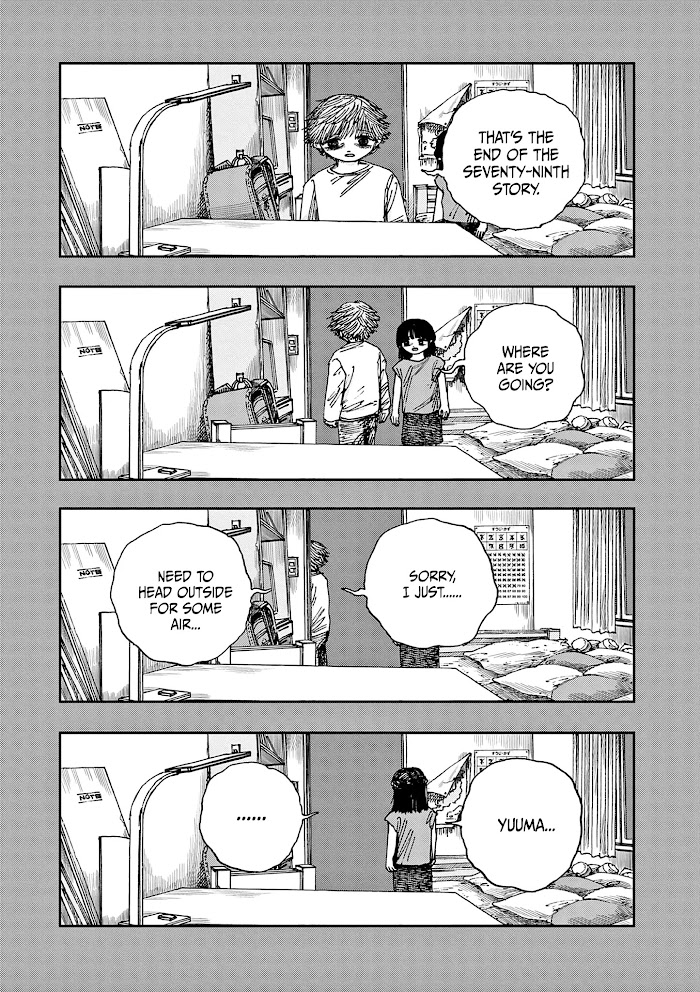 NOTE
THAT'S THE
END OF THE
SEVENTY-NINTH
STORY.
NOTE
WHERE
ARE YOU
GOING?
NOTE
SORRY,
I JUST......
NEED TO
HEAD OUTSIDE
FOR SOME
AIR...
NOTE
YUUMA...
......